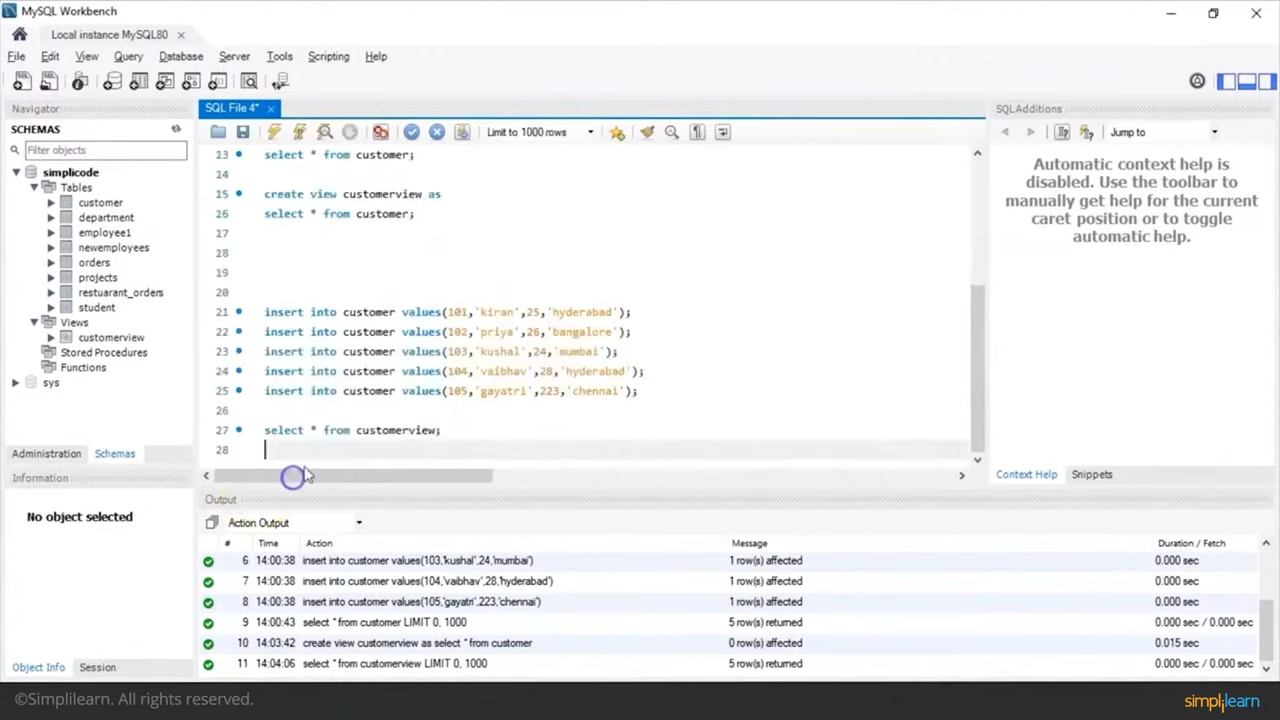 MySQL Workbench
Local instance MySQL80
File Edit View Query Database Server Tools Scripting Help
Navigator
SCHEMAS
Filter objects
simplicode
Tables
customer
department
employee1
newemployees
orders
projects
restuarant_orders
student
Views
customerview
Stored Procedures
Functions
sys
Administration Schemas
Information
No object selected
Object Info Session
SQL File 4*
Limit to 1000 rows
13 select * from customer;
14
15 create view customerview as
26 select * from customer;
27
28
19
20
21 insert into customer values(101,'kiran',25,'hyderabad');
22 insert into customer values(102,'priya',26,'bangalore');
23 insert into customer values(103,'kushal',24,'mumbai');
24 insert into customer values(104,'vaibhav',28,'hyderabad');
25 insert into customer values(105,'gayatri',223,'chennai');
26
27 select * from customerview;
28
SQLAdditions
Jump to
Automatic context help is
disabled. Use the toolbar to
manually get help for the current
caret position or to toggle
automatic help.
Context Help Snippets
Output
Action Output
# Time Action Message Duration / Fetch
6 14:00:38 insert into customer values(103,'kushal',24,'mumbai') 1 row(s) affected 0.000 sec
7 14:00:38 insert into customer values(104,'vaibhav',28,'hyderabad') 1 row(s) affected 0.000 sec
8 14:00:38 insert into customer values(105,'gayatri',223,'chennai') 1 row(s) affected 0.000 sec
9 14:00:43 select * from customer LIMIT 0, 1000 5 row(s) returned 0.000 sec / 0.000 sec
10 14:03:42 create view customerview as select * from customer 0 row(s) affected 0.015 sec
11 14:04:06 select * from customerview LIMIT 0, 1000 5 row(s) returned 0.000 sec / 0.000 sec
©Simplilearn. All rights reserved.
simplilearn